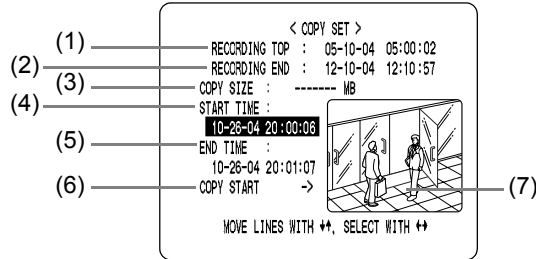 < COPY SET >
(1) RECORDING TOP : 05-10-04 05:00:02
(2) RECORDING END : 12-10-04 12:10:57
(3) COPY SIZE : ------- MB
(4) START TIME :
10-26-04 20:00:06
(5) END TIME :
10-26-04 20:01:07
(6) COPY START ->
(7)
MOVE LINES WITH ↓↑, SELECT WITH ↔